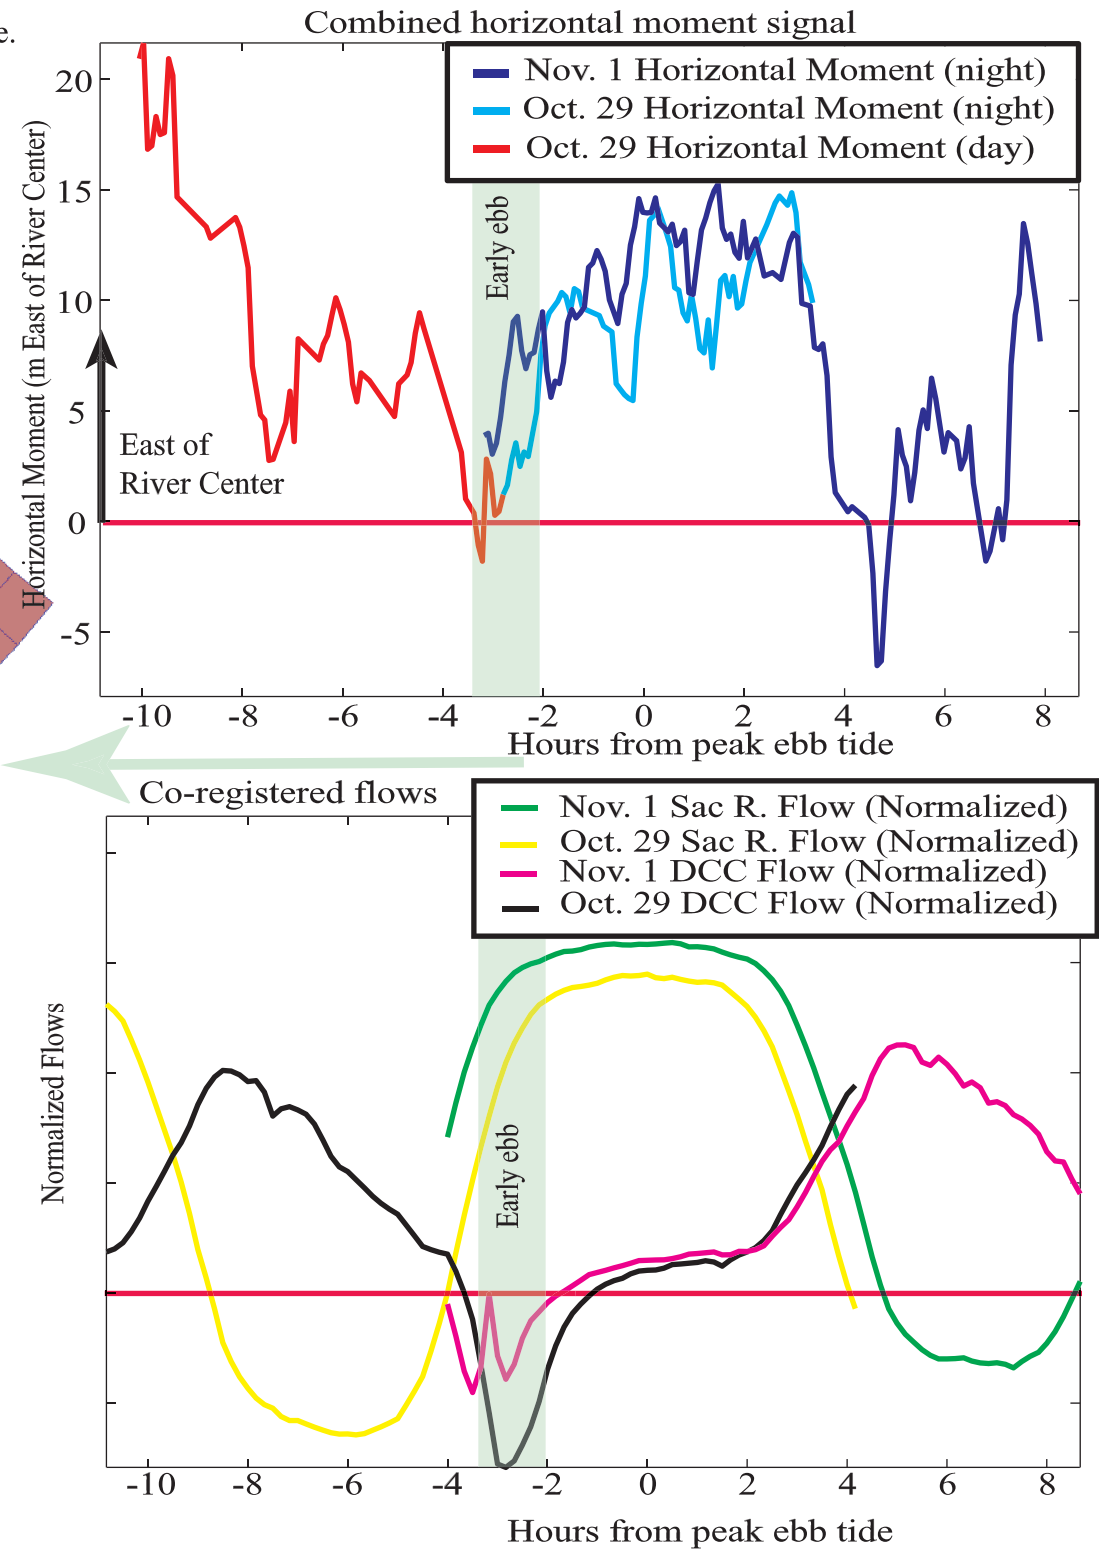 e.
Combined horizontal moment signal
Nov. 1 Horizontal Moment (night)
Oct. 29 Horizontal Moment (night)
Oct. 29 Horizontal Moment (day)
Horizontal Moment (m East of River Center)
20
15
10
5
0
-5
Early ebb
East of
River Center
-10 -8 -6 -4 -2 0 2 4 6 8
Hours from peak ebb tide
Co-registered flows
Nov. 1 Sac R. Flow (Normalized)
Oct. 29 Sac R. Flow (Normalized)
Nov. 1 DCC Flow (Normalized)
Oct. 29 DCC Flow (Normalized)
Normalized Flows
Early ebb
-10 -8 -6 -4 -2 0 2 4 6 8
Hours from peak ebb tide